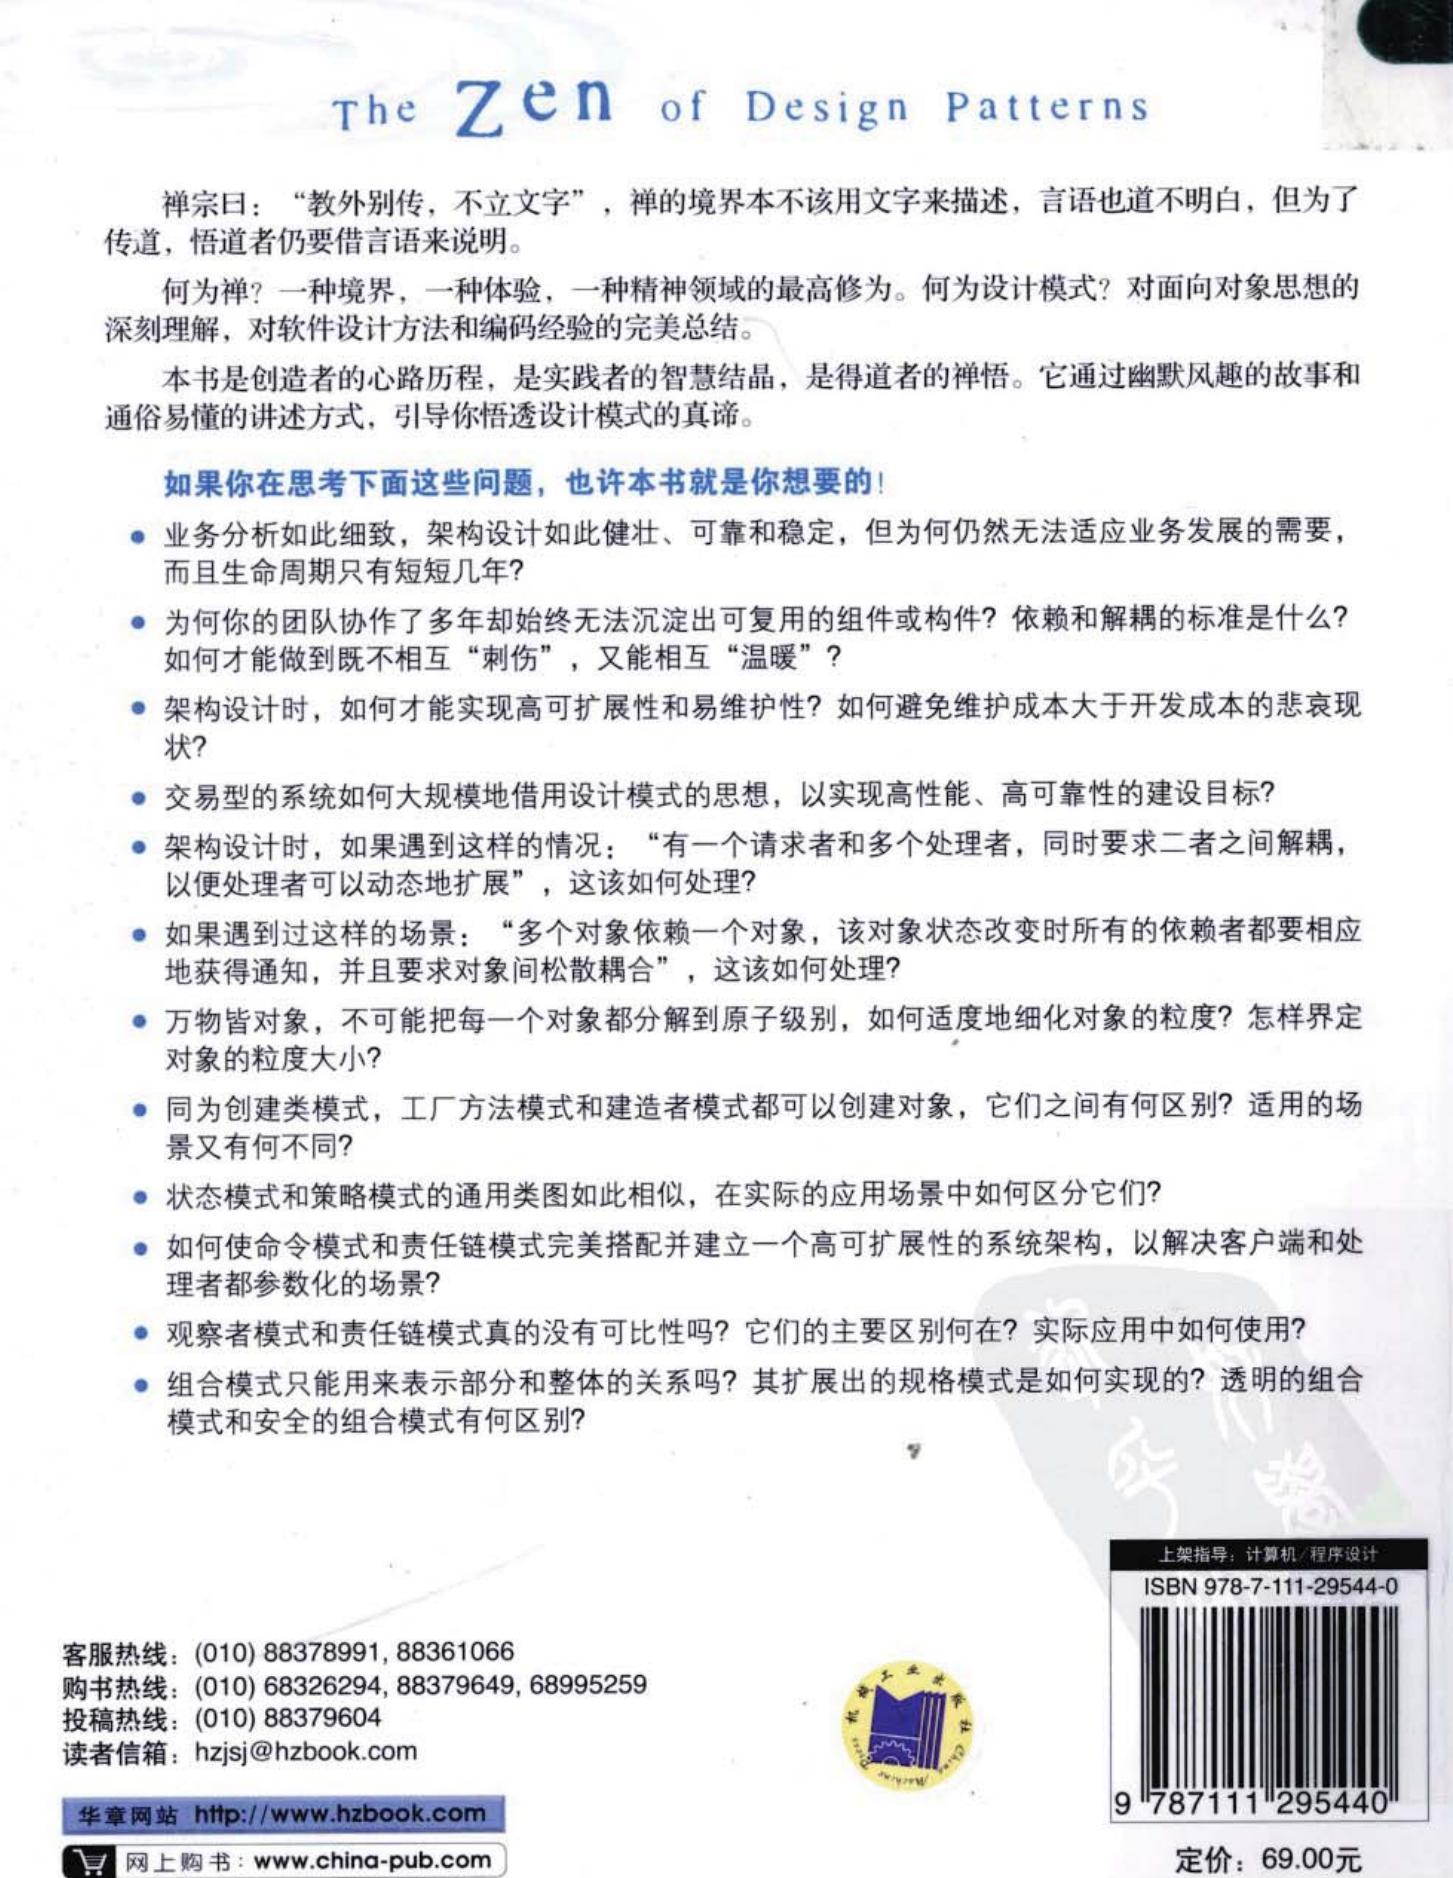 The Zen of Design Patterns
禅宗曰：“教外别传，不立文字”，禅的境界本不该用文字来描述，言语也道不明白，但为了
传道，悟道者仍要借言语来说明。
何为禅？一种境界，一种体验，一种精神领域的最高修为。何为设计模式？对面向对象思想的
深刻理解，对软件设计方法和编码经验的完美总结。
本书是创造者的心路历程，是实践者的智慧结晶，是得道者的禅悟。它通过幽默风趣的故事和
通俗易懂的讲述方式，引导你悟透设计模式的真谛。
如果你在思考下面这些问题，也许本书就是你想要的！
● 业务分析如此细致，架构设计如此健壮、可靠和稳定，但为何仍然无法适应业务发展的需要，
而且生命周期只有短短几年？
● 为何你的团队协作了多年却始终无法沉淀出可复用的组件或构件？依赖和解耦的标准是什么？
如何才能做到既不相互“刺伤”，又能相互“温暖”？
● 架构设计时，如何才能实现高可扩展性和易维护性？如何避免维护成本大于开发成本的悲哀现
状？
● 交易型的系统如何大规模地借用设计模式的思想，以实现高性能、高可靠性的建设目标？
● 架构设计时，如果遇到这样的情况：“有一个请求者和多个处理者，同时要求二者之间解耦，
以便处理者可以动态地扩展”，这该如何处理？
● 如果遇到过这样的场景：“多个对象依赖一个对象，该对象状态改变时所有的依赖者都要相应
地获得通知，并且要求对象间松散耦合”，这该如何处理？
● 万物皆对象，不可能把每一个对象都分解到原子级别，如何适度地细化对象的粒度？怎样界定
对象的粒度大小？
● 同为创建类模式，工厂方法模式和建造者模式都可以创建对象，它们之间有何区别？适用的场
景又有何不同？
● 状态模式和策略模式的通用类图如此相似，在实际的应用场景中如何区分它们？
● 如何使命令模式和责任链模式完美搭配并建立一个高可扩展性的系统架构，以解决客户端和处
理者都参数化的场景？
● 观察者模式和责任链模式真的没有可比性吗？它们的主要区别何在？实际应用中如何使用？
● 组合模式只能用来表示部分和整体的关系吗？其扩展出的规格模式是如何实现的？透明的组合
模式和安全的组合模式有何区别？
上架指导：计算机/程序设计
ISBN 978-7-111-29544-0
9 787111 295440
定价：69.00元
客服热线：(010) 88378991, 88361066
购书热线：(010) 68326294, 88379649, 68995259
投稿热线：(010) 88379604
读者信箱：hzjsj@hzbook.com
华章网站 http://www.hzbook.com
网上购书：www.china-pub.com
机械工业出版社
China Machine Press